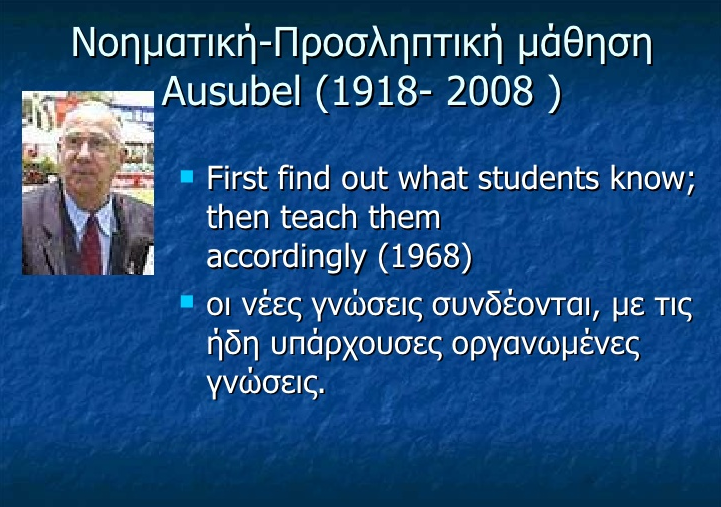 Νοηματική-Προσληπτική μάθηση
Ausubel (1918- 2008 )
First find out what students know;
then teach them
accordingly (1968)
οι νέες γνώσεις συνδέονται, με τις
ήδη υπάρχουσες οργανωμένες
γνώσεις.